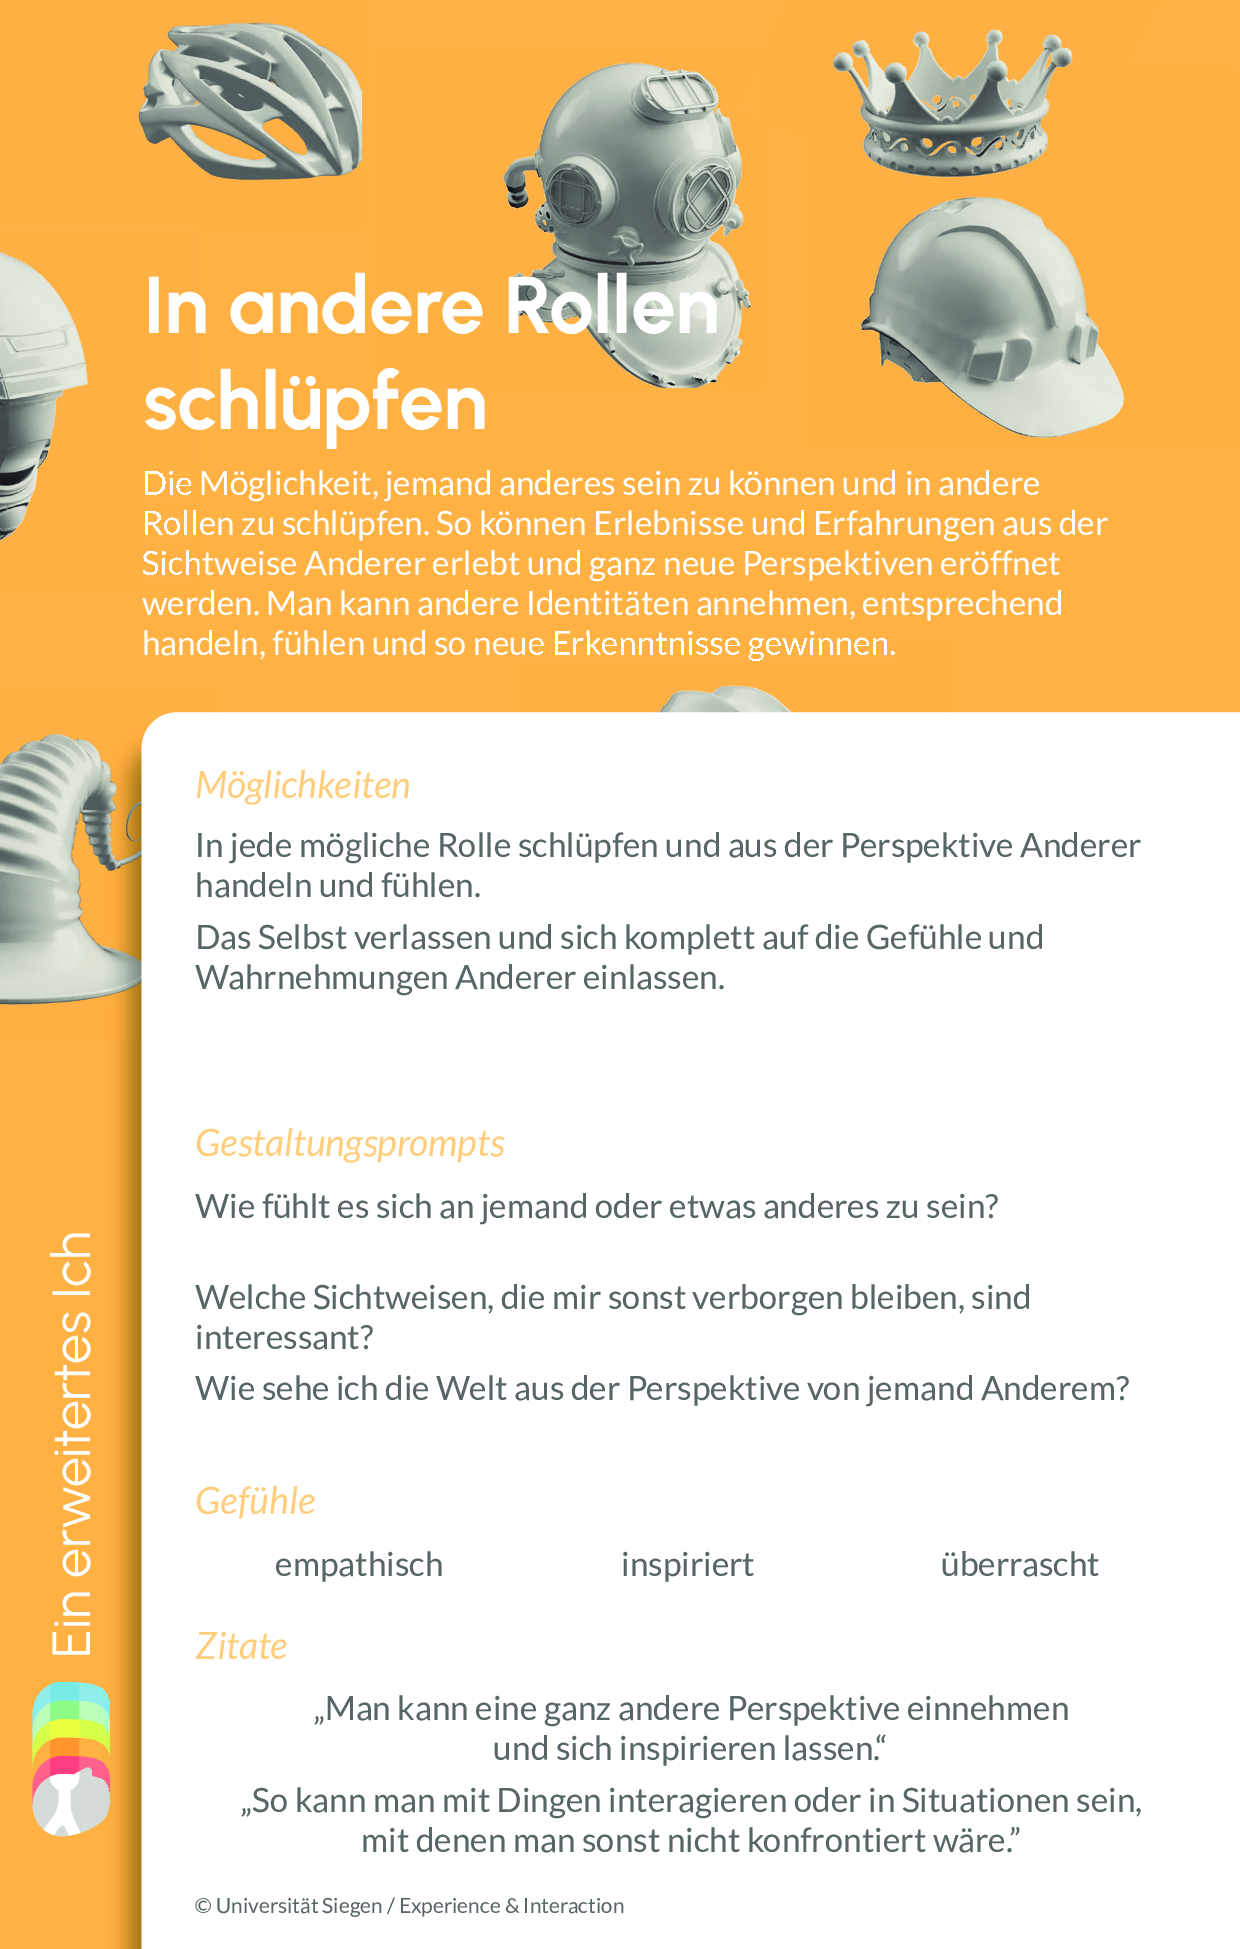 In andere Rollen
schlüpfen
Die Möglichkeit, jemand anderes sein zu können und in andere
Rollen zu schlüpfen. So können Erlebnisse und Erfahrungen aus der
Sichtweise Anderer erlebt und ganz neue Perspektiven eröffnet
werden. Man kann andere Identitäten annehmen, entsprechend
handeln, fühlen und so neue Erkenntnisse gewinnen.
Möglichkeiten
In jede mögliche Rolle schlüpfen und aus der Perspektive Anderer
handeln und fühlen.
Das Selbst verlassen und sich komplett auf die Gefühle und
Wahrnehmungen Anderer einlassen.
Gestaltungsprompts
Wie fühlt es sich an jemand oder etwas anderes zu sein?
Welche Sichtweisen, die mir sonst verborgen bleiben, sind
interessant?
Wie sehe ich die Welt aus der Perspektive von jemand Anderem?
Gefühle
empathisch inspiriert überrascht
Zitate
„Man kann eine ganz andere Perspektive einnehmen
und sich inspirieren lassen.“
„So kann man mit Dingen interagieren oder in Situationen sein,
mit denen man sonst nicht konfrontiert wäre.”
© Universität Siegen / Experience & Interaction
Ein erweitertes Ich